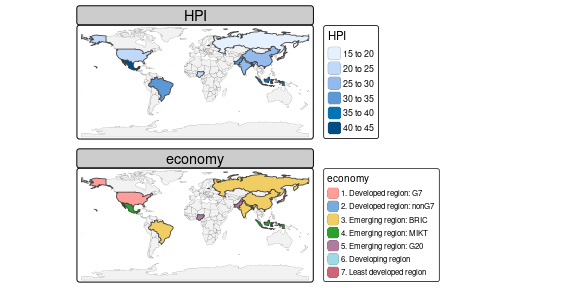 HPI
HPI
15 to 20
20 to 25
25 to 30
30 to 35
35 to 40
40 to 45
economy
economy
1. Developed region: G7
2. Developed region: nonG7
3. Emerging region: BRIC
4. Emerging region: MIKT
5. Emerging region: G20
6. Developing region
7. Least developed region